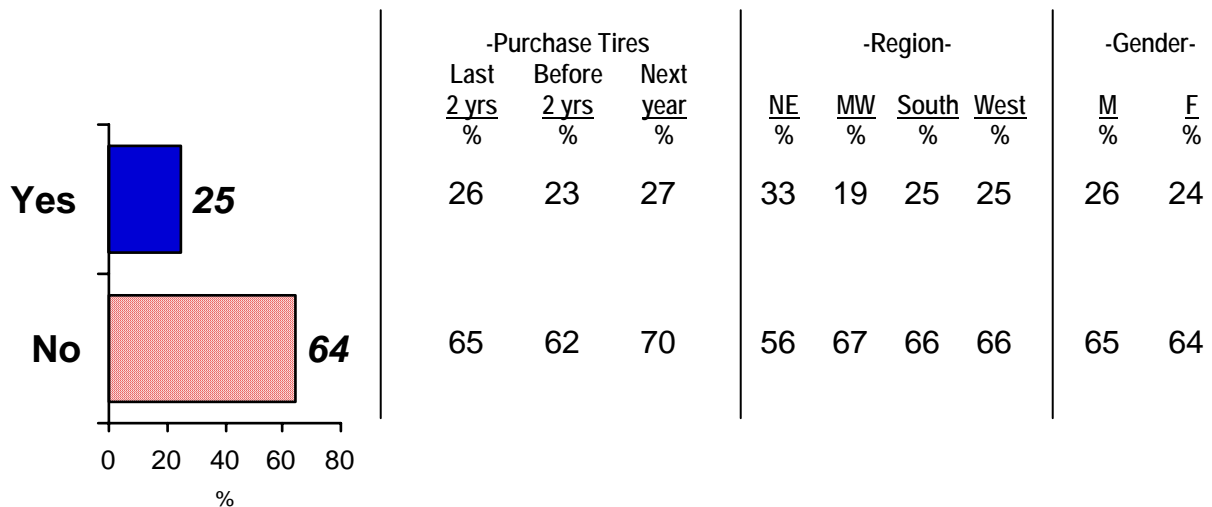 -Purchase Tires -Region- -Gender-
Last Before Next
2 yrs 2 yrs year NE MW South West M F
% % % % % % % % %
Yes 25 26 23 27 33 19 25 25 26 24
No 64 65 62 70 56 67 66 66 65 64
0 20 40 60 80
%